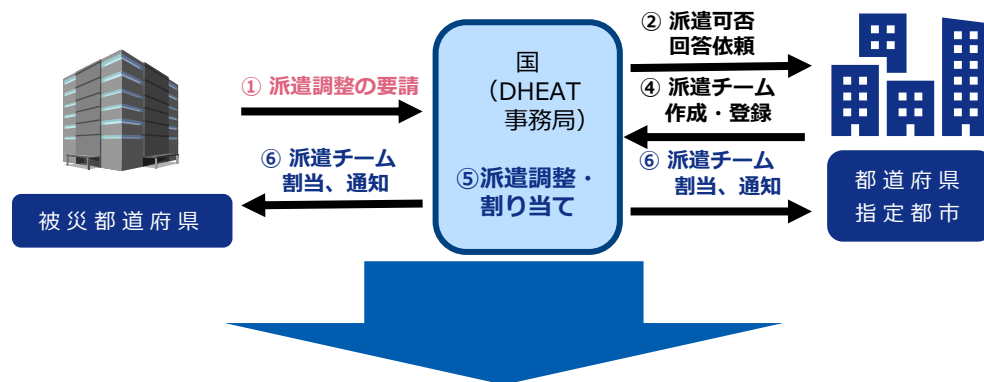 ① 派遣調整の要請
⑥ 派遣チーム
割当、通知
被災都道府県
国
（DHEAT
事務局）
⑤派遣調整・
割り当て
② 派遣可否
回答依頼
④ 派遣チーム
作成・登録
⑥ 派遣チーム
割当、通知
都道府県
指定都市